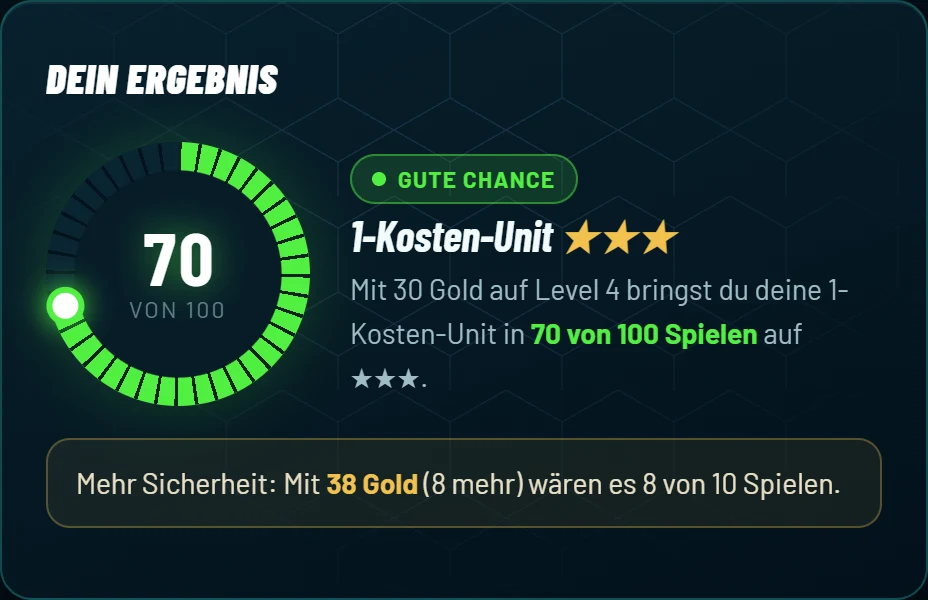 DEIN ERGEBNIS
70
VON 100
GUTE CHANCE
1-Kosten-Unit ★★★
Mit 30 Gold auf Level 4 bringst du deine 1-
Kosten-Unit in 70 von 100 Spielen auf
★★★.
Mehr Sicherheit: Mit 38 Gold (8 mehr) wären es 8 von 10 Spielen.